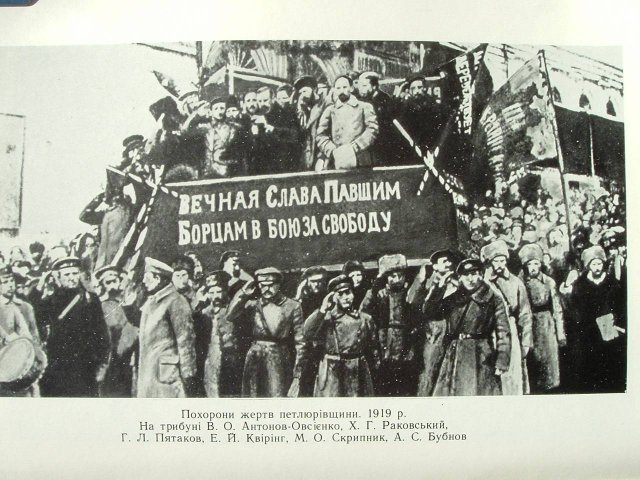 ВЕЧНАЯ СЛАВА ПАВШИМ
БОРЦАМ В БОЮ ЗА СВОБОДУ
Похорони жертв петлюрівщини. 1919 р.
На трибуні В. О. Антонов-Овсієнко, Х. Г. Раковський,
Г. Л. Пятаков, Е. Й. Квірінг, М. О. Скрипник, А. С. Бубнов